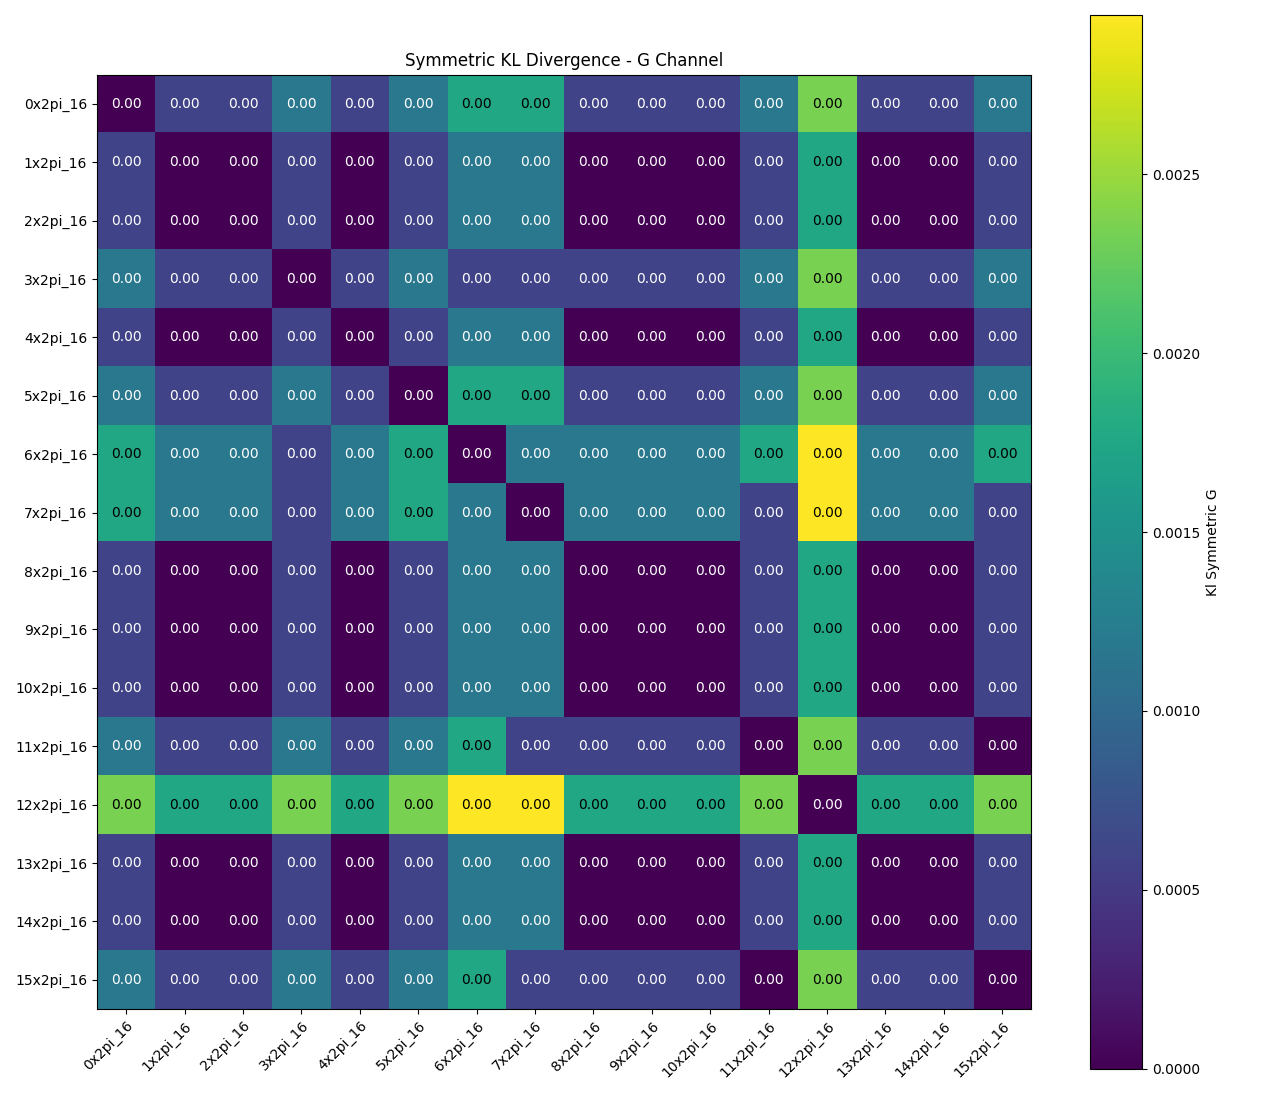 Symmetric KL Divergence - G Channel
0x2pi_16 0.00 0.00 0.00 0.00 0.00 0.00 0.00 0.00 0.00 0.00 0.00 0.00 0.00 0.00 0.00 0.00
1x2pi_16 0.00 0.00 0.00 0.00 0.00 0.00 0.00 0.00 0.00 0.00 0.00 0.00 0.00 0.00 0.00 0.00
2x2pi_16 0.00 0.00 0.00 0.00 0.00 0.00 0.00 0.00 0.00 0.00 0.00 0.00 0.00 0.00 0.00 0.00
3x2pi_16 0.00 0.00 0.00 0.00 0.00 0.00 0.00 0.00 0.00 0.00 0.00 0.00 0.00 0.00 0.00 0.00
4x2pi_16 0.00 0.00 0.00 0.00 0.00 0.00 0.00 0.00 0.00 0.00 0.00 0.00 0.00 0.00 0.00 0.00
5x2pi_16 0.00 0.00 0.00 0.00 0.00 0.00 0.00 0.00 0.00 0.00 0.00 0.00 0.00 0.00 0.00 0.00
6x2pi_16 0.00 0.00 0.00 0.00 0.00 0.00 0.00 0.00 0.00 0.00 0.00 0.00 0.00 0.00 0.00 0.00
7x2pi_16 0.00 0.00 0.00 0.00 0.00 0.00 0.00 0.00 0.00 0.00 0.00 0.00 0.00 0.00 0.00 0.00
8x2pi_16 0.00 0.00 0.00 0.00 0.00 0.00 0.00 0.00 0.00 0.00 0.00 0.00 0.00 0.00 0.00 0.00
9x2pi_16 0.00 0.00 0.00 0.00 0.00 0.00 0.00 0.00 0.00 0.00 0.00 0.00 0.00 0.00 0.00 0.00
10x2pi_16 0.00 0.00 0.00 0.00 0.00 0.00 0.00 0.00 0.00 0.00 0.00 0.00 0.00 0.00 0.00 0.00
11x2pi_16 0.00 0.00 0.00 0.00 0.00 0.00 0.00 0.00 0.00 0.00 0.00 0.00 0.00 0.00 0.00 0.00
12x2pi_16 0.00 0.00 0.00 0.00 0.00 0.00 0.00 0.00 0.00 0.00 0.00 0.00 0.00 0.00 0.00 0.00
13x2pi_16 0.00 0.00 0.00 0.00 0.00 0.00 0.00 0.00 0.00 0.00 0.00 0.00 0.00 0.00 0.00 0.00
14x2pi_16 0.00 0.00 0.00 0.00 0.00 0.00 0.00 0.00 0.00 0.00 0.00 0.00 0.00 0.00 0.00 0.00
15x2pi_16 0.00 0.00 0.00 0.00 0.00 0.00 0.00 0.00 0.00 0.00 0.00 0.00 0.00 0.00 0.00 0.00
0x2pi_16 1x2pi_16 2x2pi_16 3x2pi_16 4x2pi_16 5x2pi_16 6x2pi_16 7x2pi_16 8x2pi_16 9x2pi_16 10x2pi_16 11x2pi_16 12x2pi_16 13x2pi_16 14x2pi_16 15x2pi_16
0.0025
0.0020
0.0015
0.0010
0.0005
0.0000
Kl Symmetric G